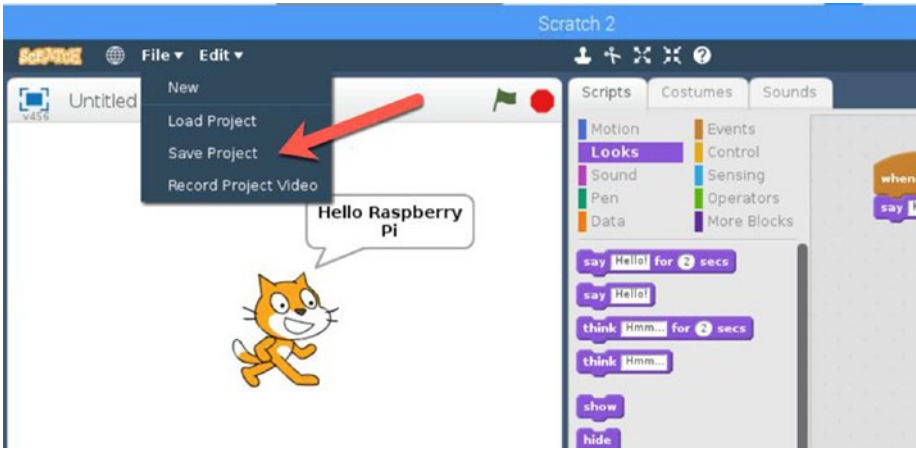 Scratch 2
SCRATCH File Edit
New
Load Project
Save Project
Record Project Video
Untitled
v456
Hello Raspberry
Pi
Scripts Costumes Sounds
Motion Events
Looks Control
Sound Sensing
Pen Operators
Data More Blocks
say Hello! for 2 secs
say Hello!
think Hmm... for 2 secs
think Hmm...
show
hide
when
say